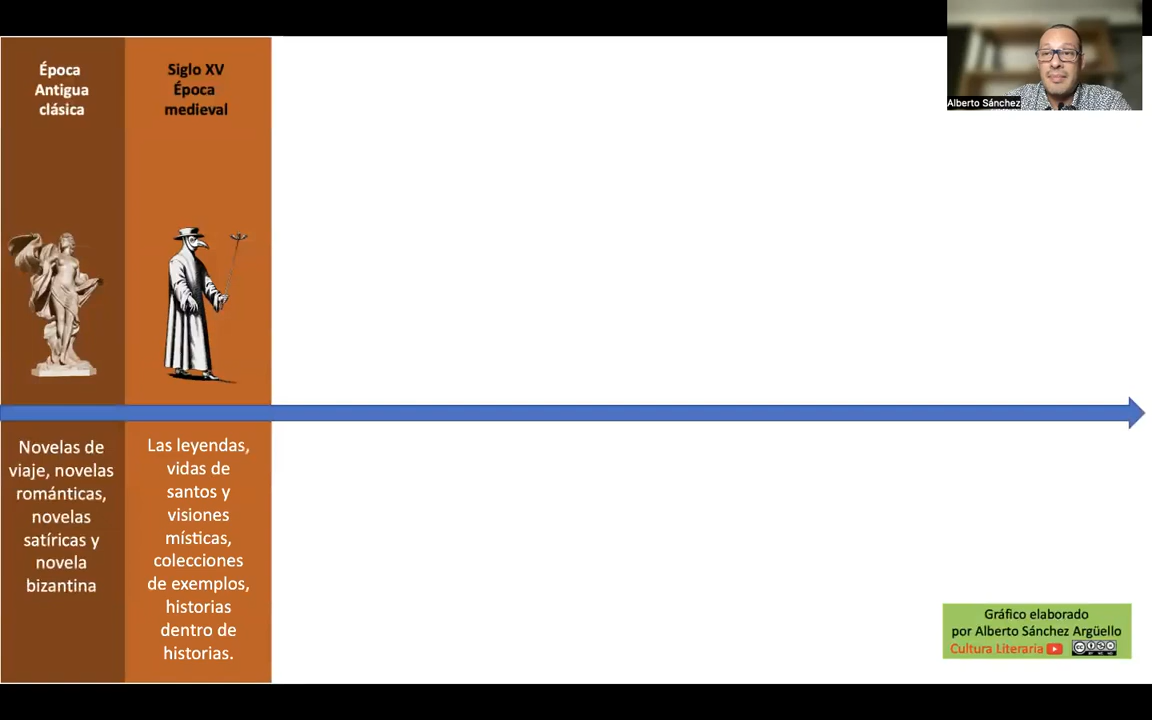 Época
Antigua
clásica
Siglo XV
Época
medieval
Alberto Sánchez
Novelas de
viaje, novelas
románticas,
novelas
satíricas y
novela
bizantina
Las leyendas,
vidas de
santos y
visiones
místicas,
colecciones
de exemplos,
historias
dentro de
historias.
Gráfico elaborado
por Alberto Sánchez Argüello
Cultura Literaria